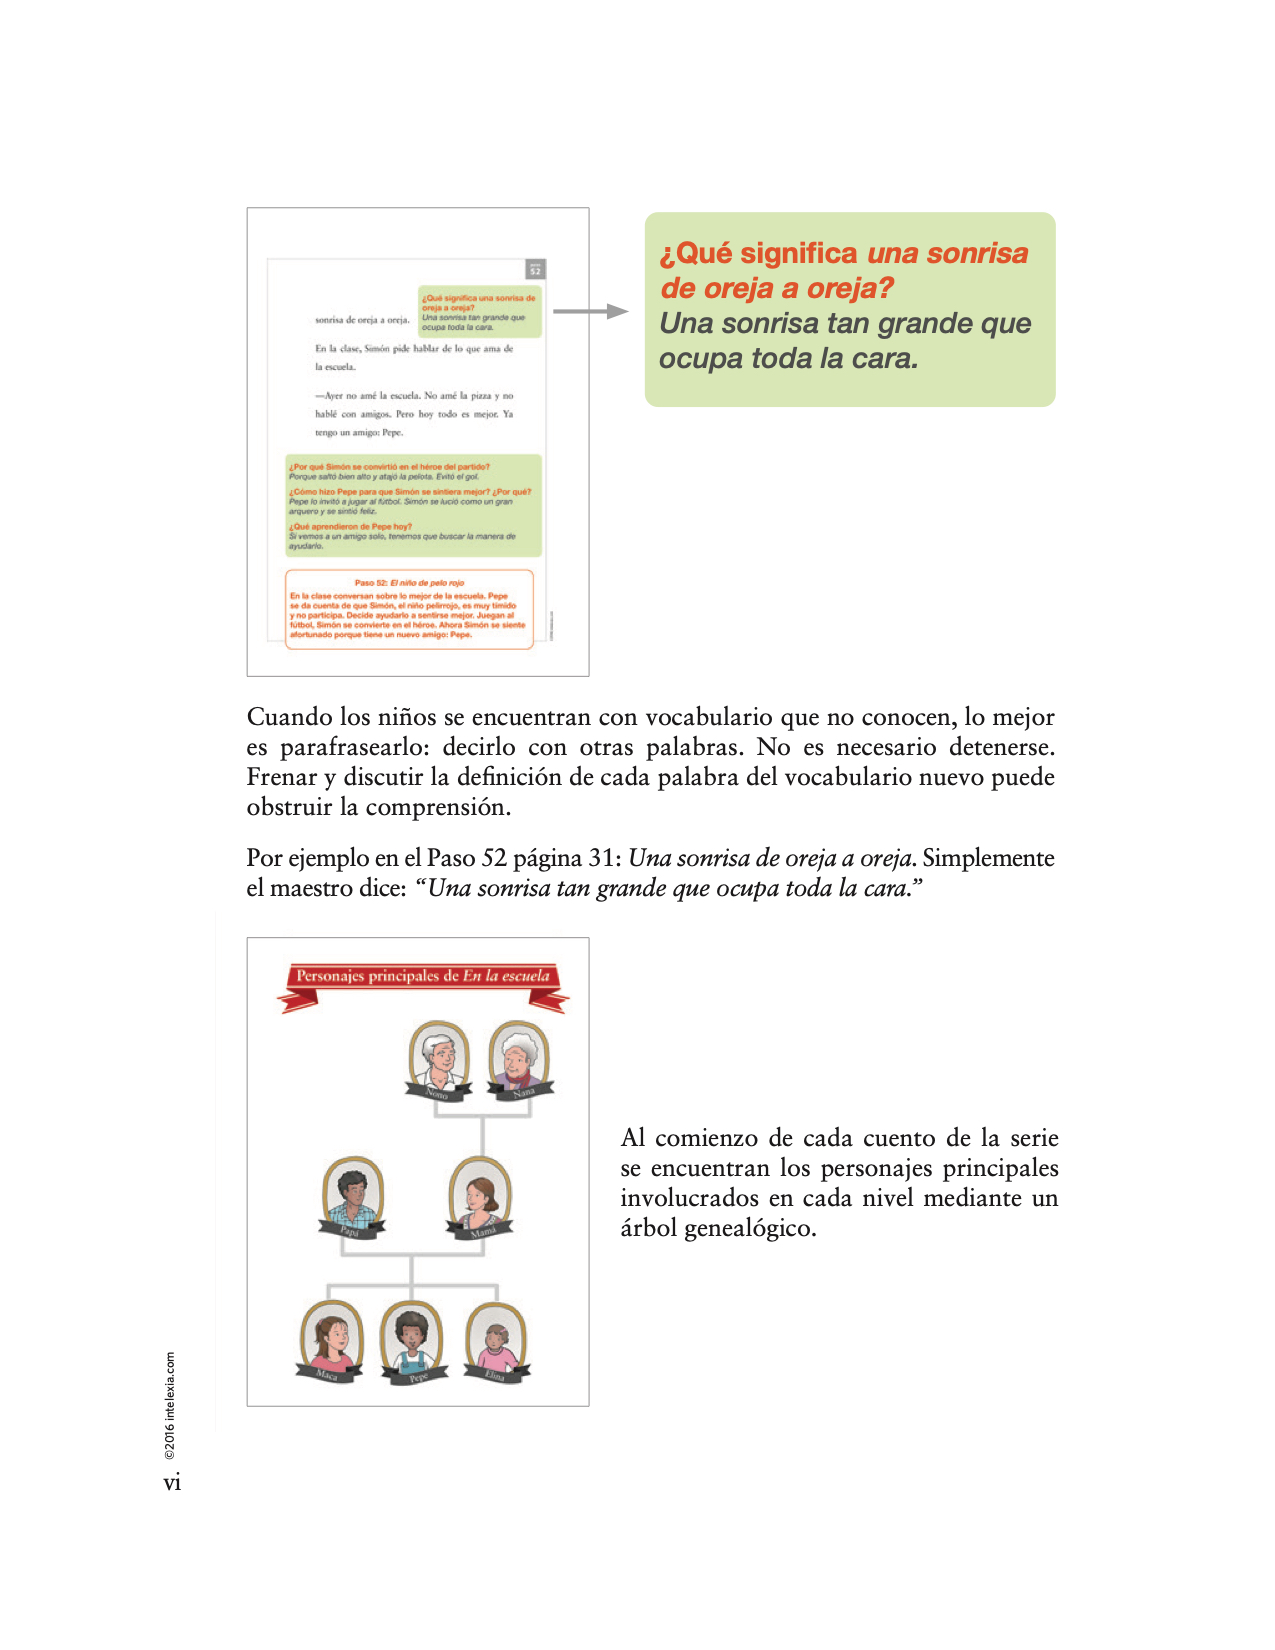 52
¿Qué significa una sonrisa de
oreja a oreja?
Una sonrisa tan grande que
ocupa toda la cara.
sonrisa de oreja a oreja.
En la clase, Simón pide hablar de lo que ama de
la escuela.
—Ayer no amé la escuela. No amé la pizza y no
hablé con amigos. Pero hoy todo es mejor. Ya
tengo un amigo: Pepe.
¿Por qué Simón se convirtió en el héroe del partido?
Porque saltó bien alto y atajó la pelota. Evitó el gol.
¿Cómo hizo Pepe para que Simón se sintiera mejor? ¿Por qué?
Pepe lo invitó a jugar al fútbol. Simón se lució como un gran
arquero y se sintió feliz.
¿Qué aprendieron de Pepe hoy?
Si vemos a un amigo solo, tenemos que buscar la manera de
ayudarlo.
Paso 52: El niño de pelo rojo
En la clase conversan sobre lo mejor de la escuela. Pepe
se da cuenta de que Simón, el niño pelirrojo, es muy tímido
y no participa. Decide ayudarlo a sentirse mejor. Juegan al
fútbol, Simón se convierte en el héroe. Ahora Simón se siente
afortunado porque tiene un nuevo amigo: Pepe.
¿Qué significa una sonrisa
de oreja a oreja?
Una sonrisa tan grande que
ocupa toda la cara.
Cuando los niños se encuentran con vocabulario que no conocen, lo mejor
es parafrasearlo: decirlo con otras palabras. No es necesario detenerse.
Frenar y discutir la definición de cada palabra del vocabulario nuevo puede
obstruir la comprensión.
Por ejemplo en el Paso 52 página 31: Una sonrisa de oreja a oreja. Simplemente
el maestro dice: “Una sonrisa tan grande que ocupa toda la cara.”
Personajes principales de En la escuela
Nono
Nana
Papá
Mamá
Maca
Pepe
Elina
Al comienzo de cada cuento de la serie
se encuentran los personajes principales
involucrados en cada nivel mediante un
árbol genealógico.
©2016 intelexia.com
vi